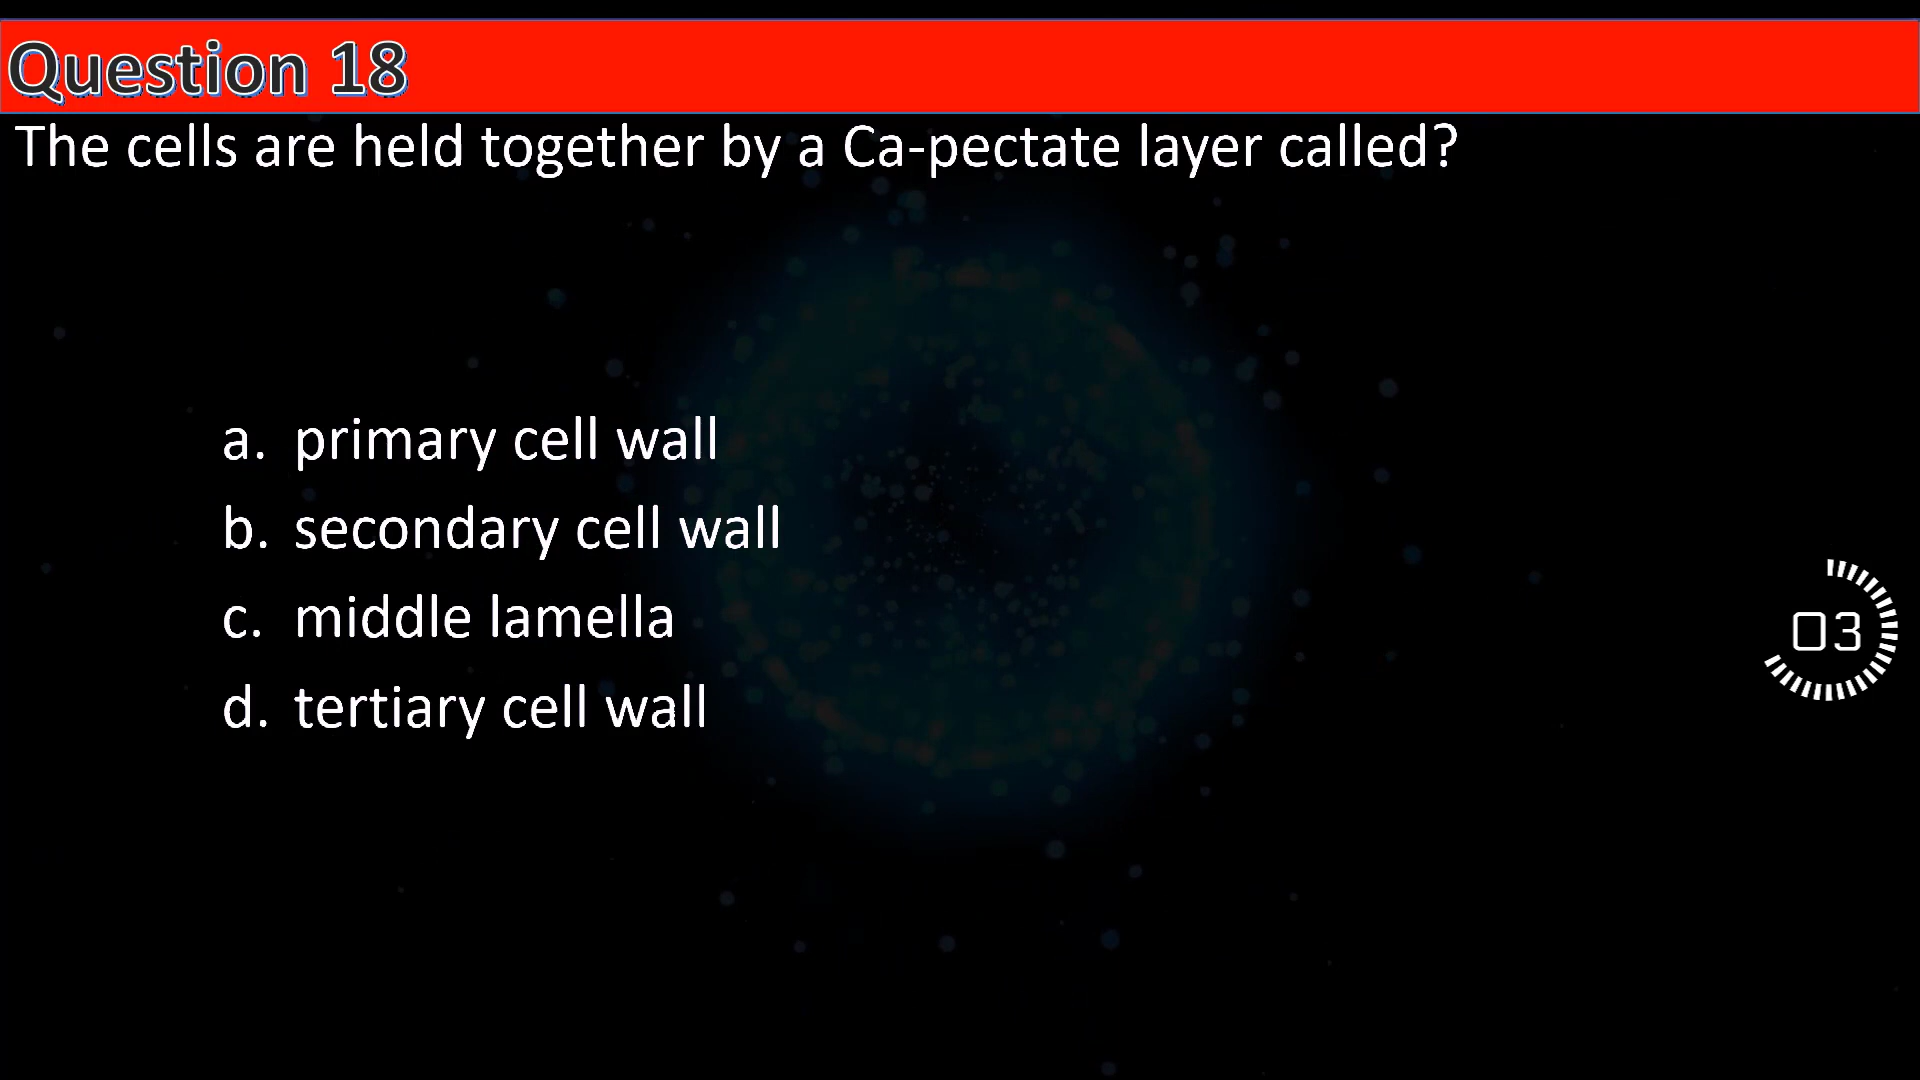 Question 18
The cells are held together by a Ca-pectate layer called?
a. primary cell wall
b. secondary cell wall
c. middle lamella
d. tertiary cell wall
03